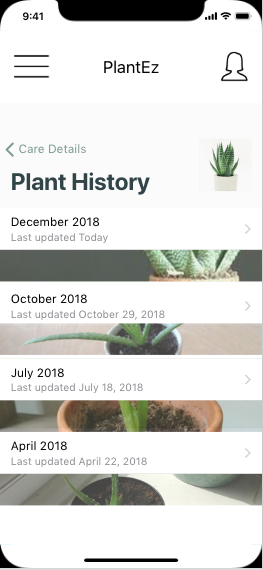 9:41
PlantEz
Care Details
Plant History
December 2018
Last updated Today
October 2018
Last updated October 29, 2018
July 2018
Last updated July 18, 2018
April 2018
Last updated April 22, 2018